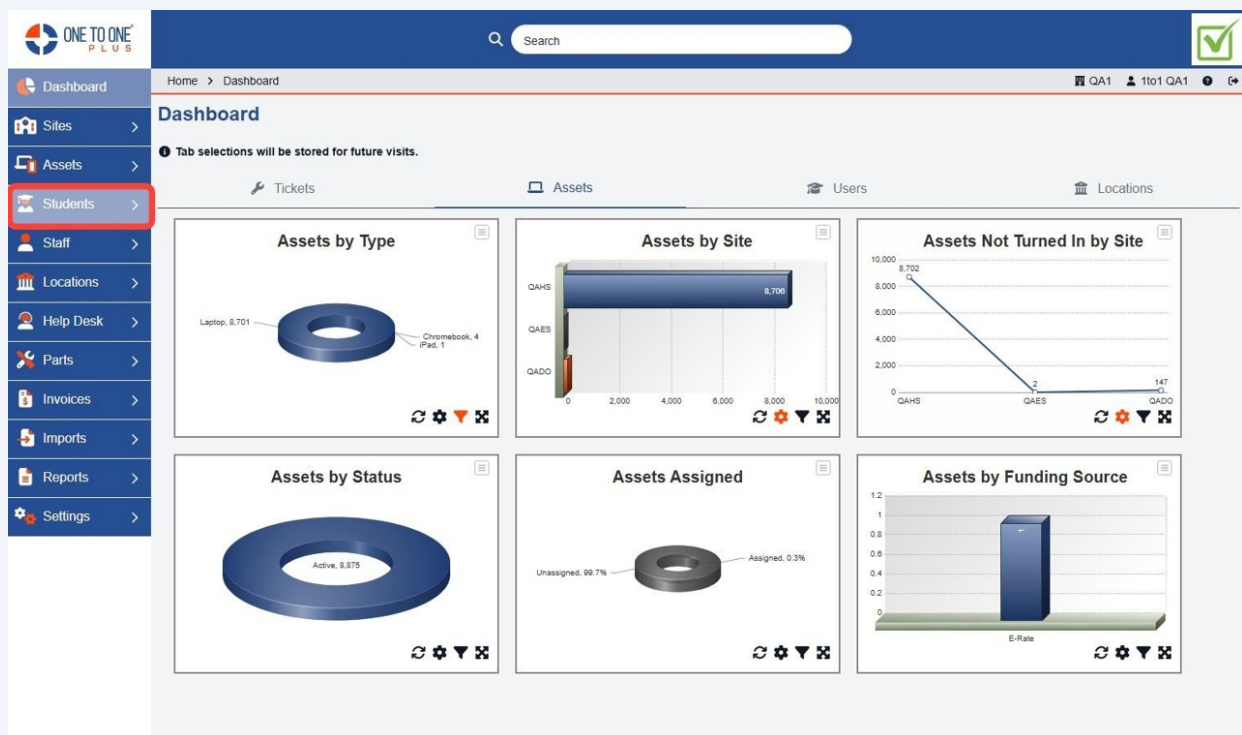 ONE TO ONE
PLUS
Search
Home > Dashboard
QA1 1to1 QA1
Dashboard
Sites
Assets
Students
Staff
Locations
Help Desk
Parts
Invoices
Imports
Reports
Settings
Dashboard
Tab selections will be stored for future visits.
Tickets
Assets
Users
Locations
Assets by Type
Laptop, 8,701
Chromebook, 4
iPad, 1
Assets by Site
QAHS
QAES
QADO
8,706
0 2,000 4,000 6,000 8,000 10,000
Assets Not Turned In by Site
10,000
8,000
6,000
4,000
2,000
0
8,702
2
147
QAHS QAES QADO
Assets by Status
Active, 8,875
Assets Assigned
Unassigned, 99.7%
Assigned, 0.3%
Assets by Funding Source
1.2
1
0.8
0.6
0.4
0.2
0
E-Rate